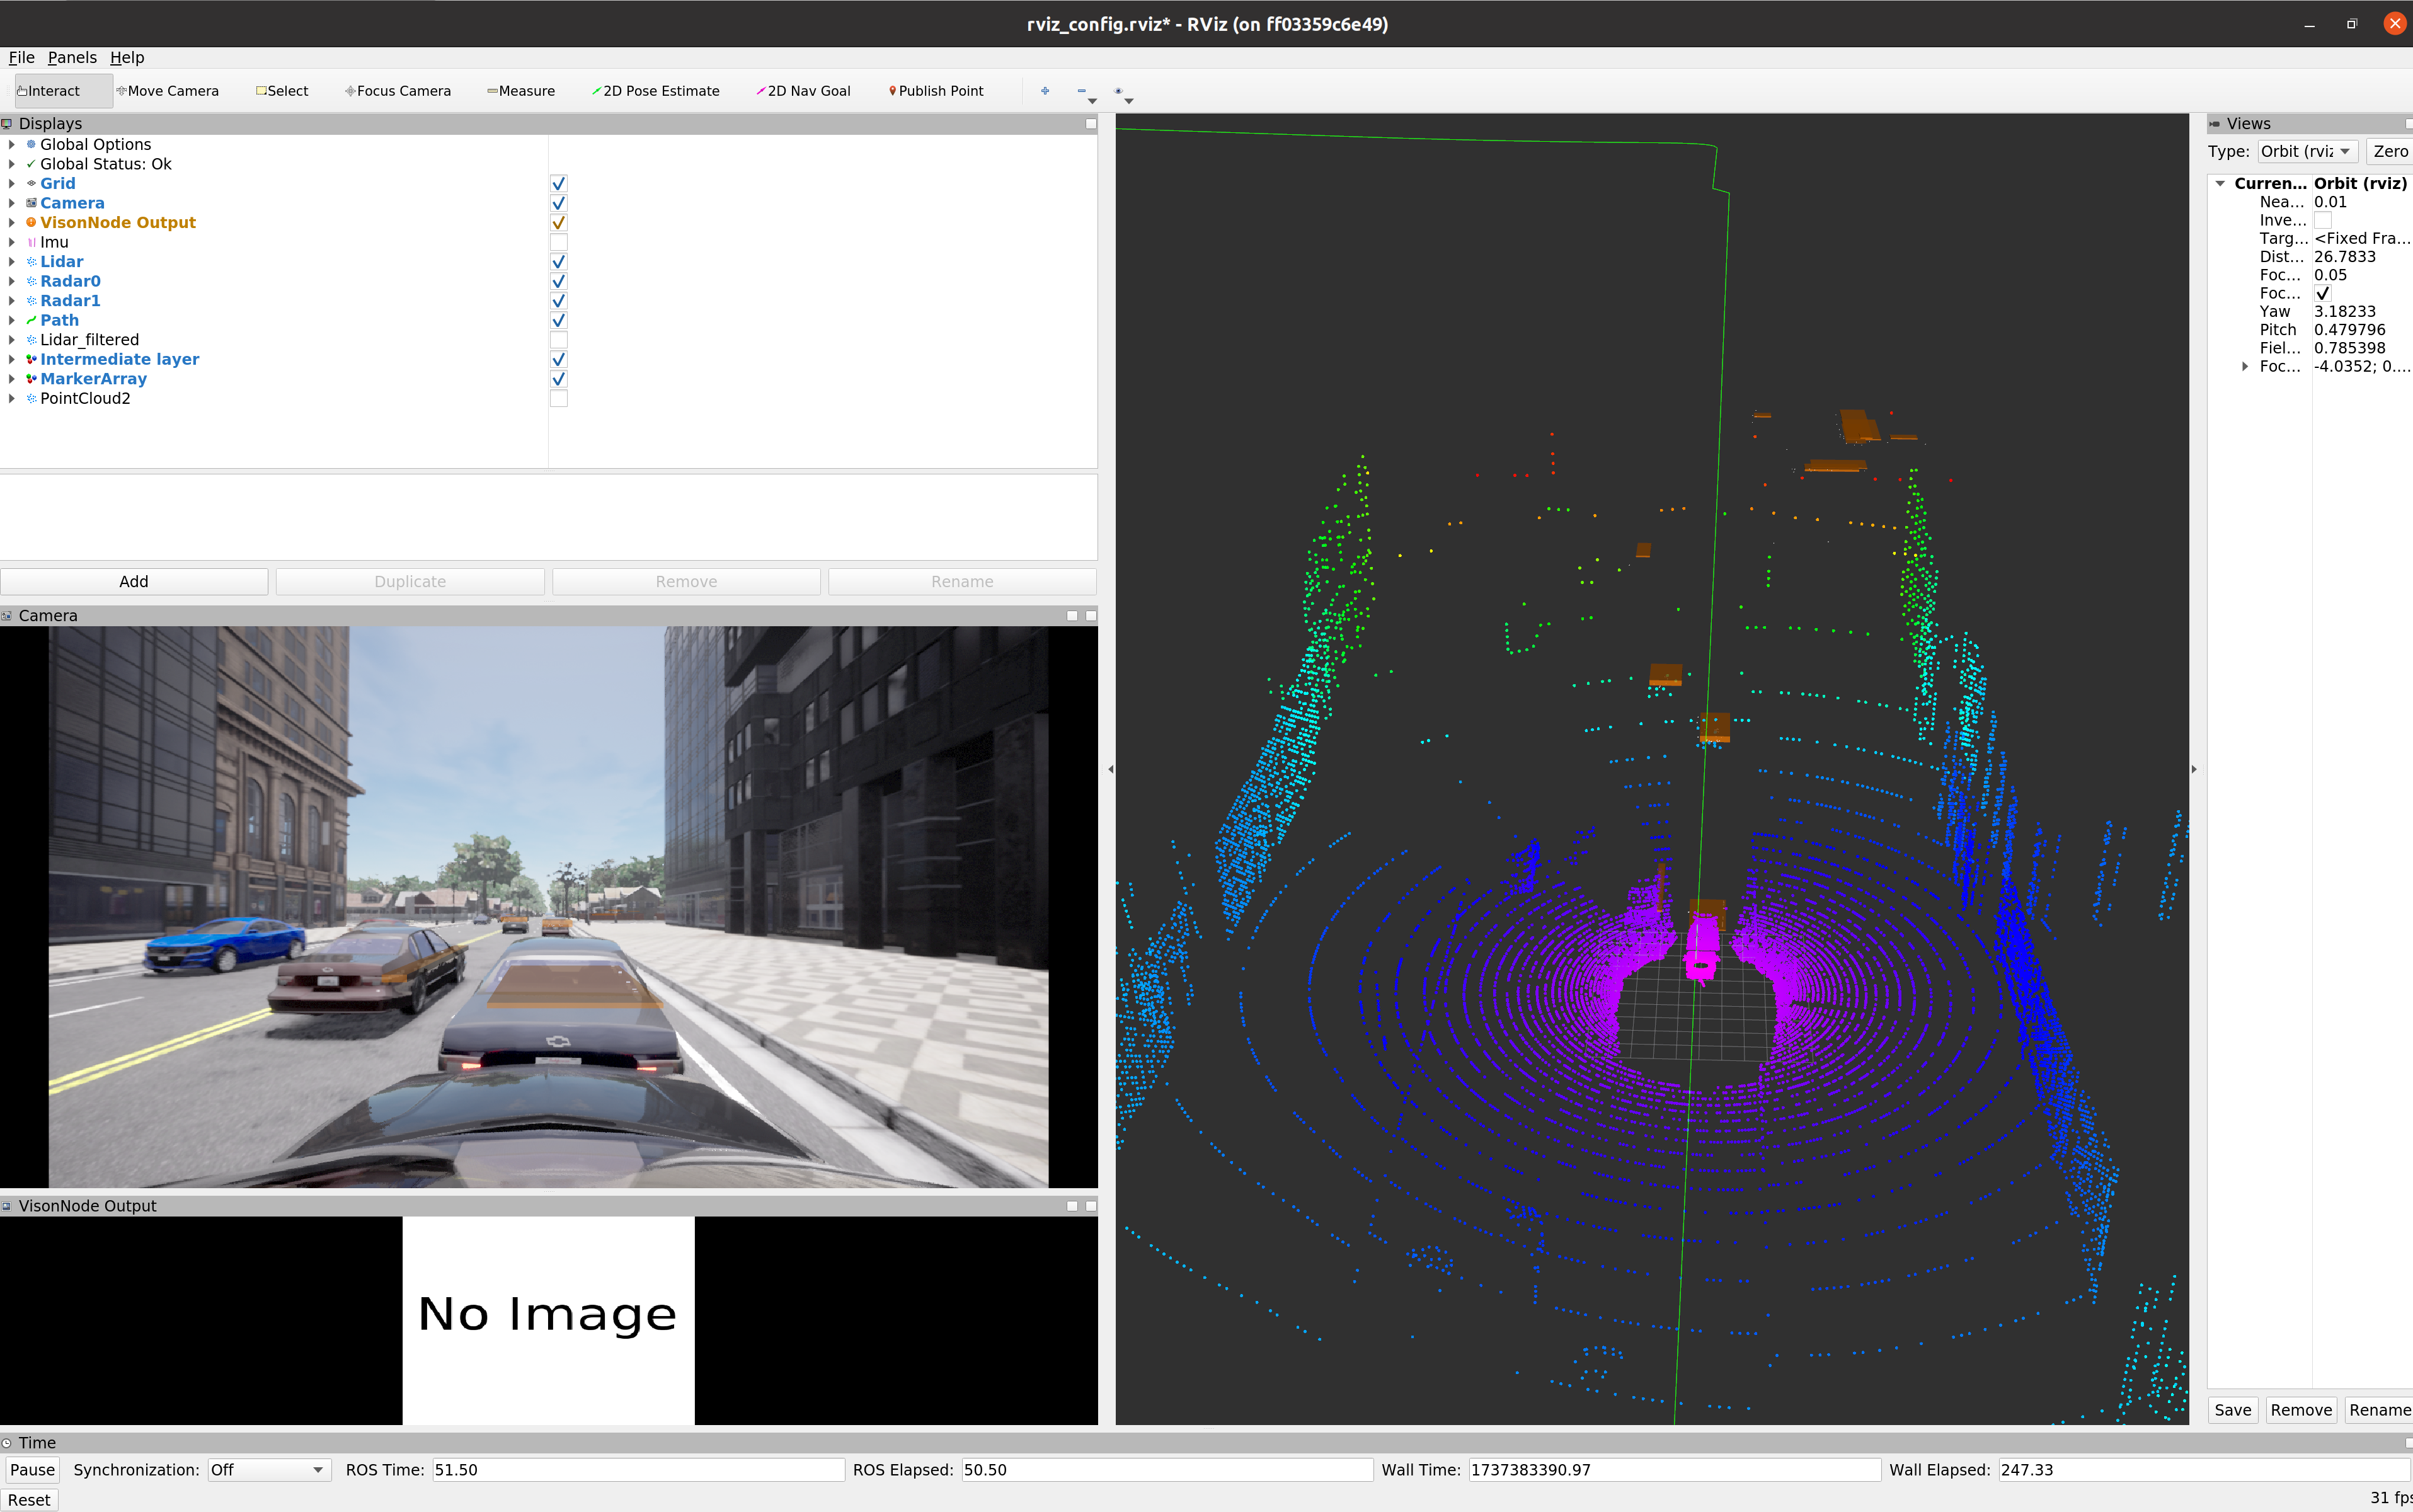 rviz_config.rviz* - RViz (on ff03359c6e49)
File Panels Help
Interact Move Camera Select Focus Camera Measure 2D Pose Estimate 2D Nav Goal Publish Point
Displays
Global Options
Global Status: Ok
Grid
Camera
VisonNode Output
Imu
Lidar
Radar0
Radar1
Path
Lidar_filtered
Intermediate layer
MarkerArray
PointCloud2
Add Duplicate Remove Rename
Camera
VisonNode Output
No Image
Views
Type: Orbit (rviz Zero
Curren... Orbit (rviz)
Nea... 0.01
Inve...
Targ... <Fixed Fra...
Dist... 26.7833
Foc... 0.05
Foc...
Yaw 3.18233
Pitch 0.479796
Fiel... 0.785398
Foc... -4.0352; 0....
Save Remove Rename
Time
Pause Synchronization: Off ROS Time: 51.50 ROS Elapsed: 50.50 Wall Time: 1737383390.97 Wall Elapsed: 247.33
Reset 31 fps